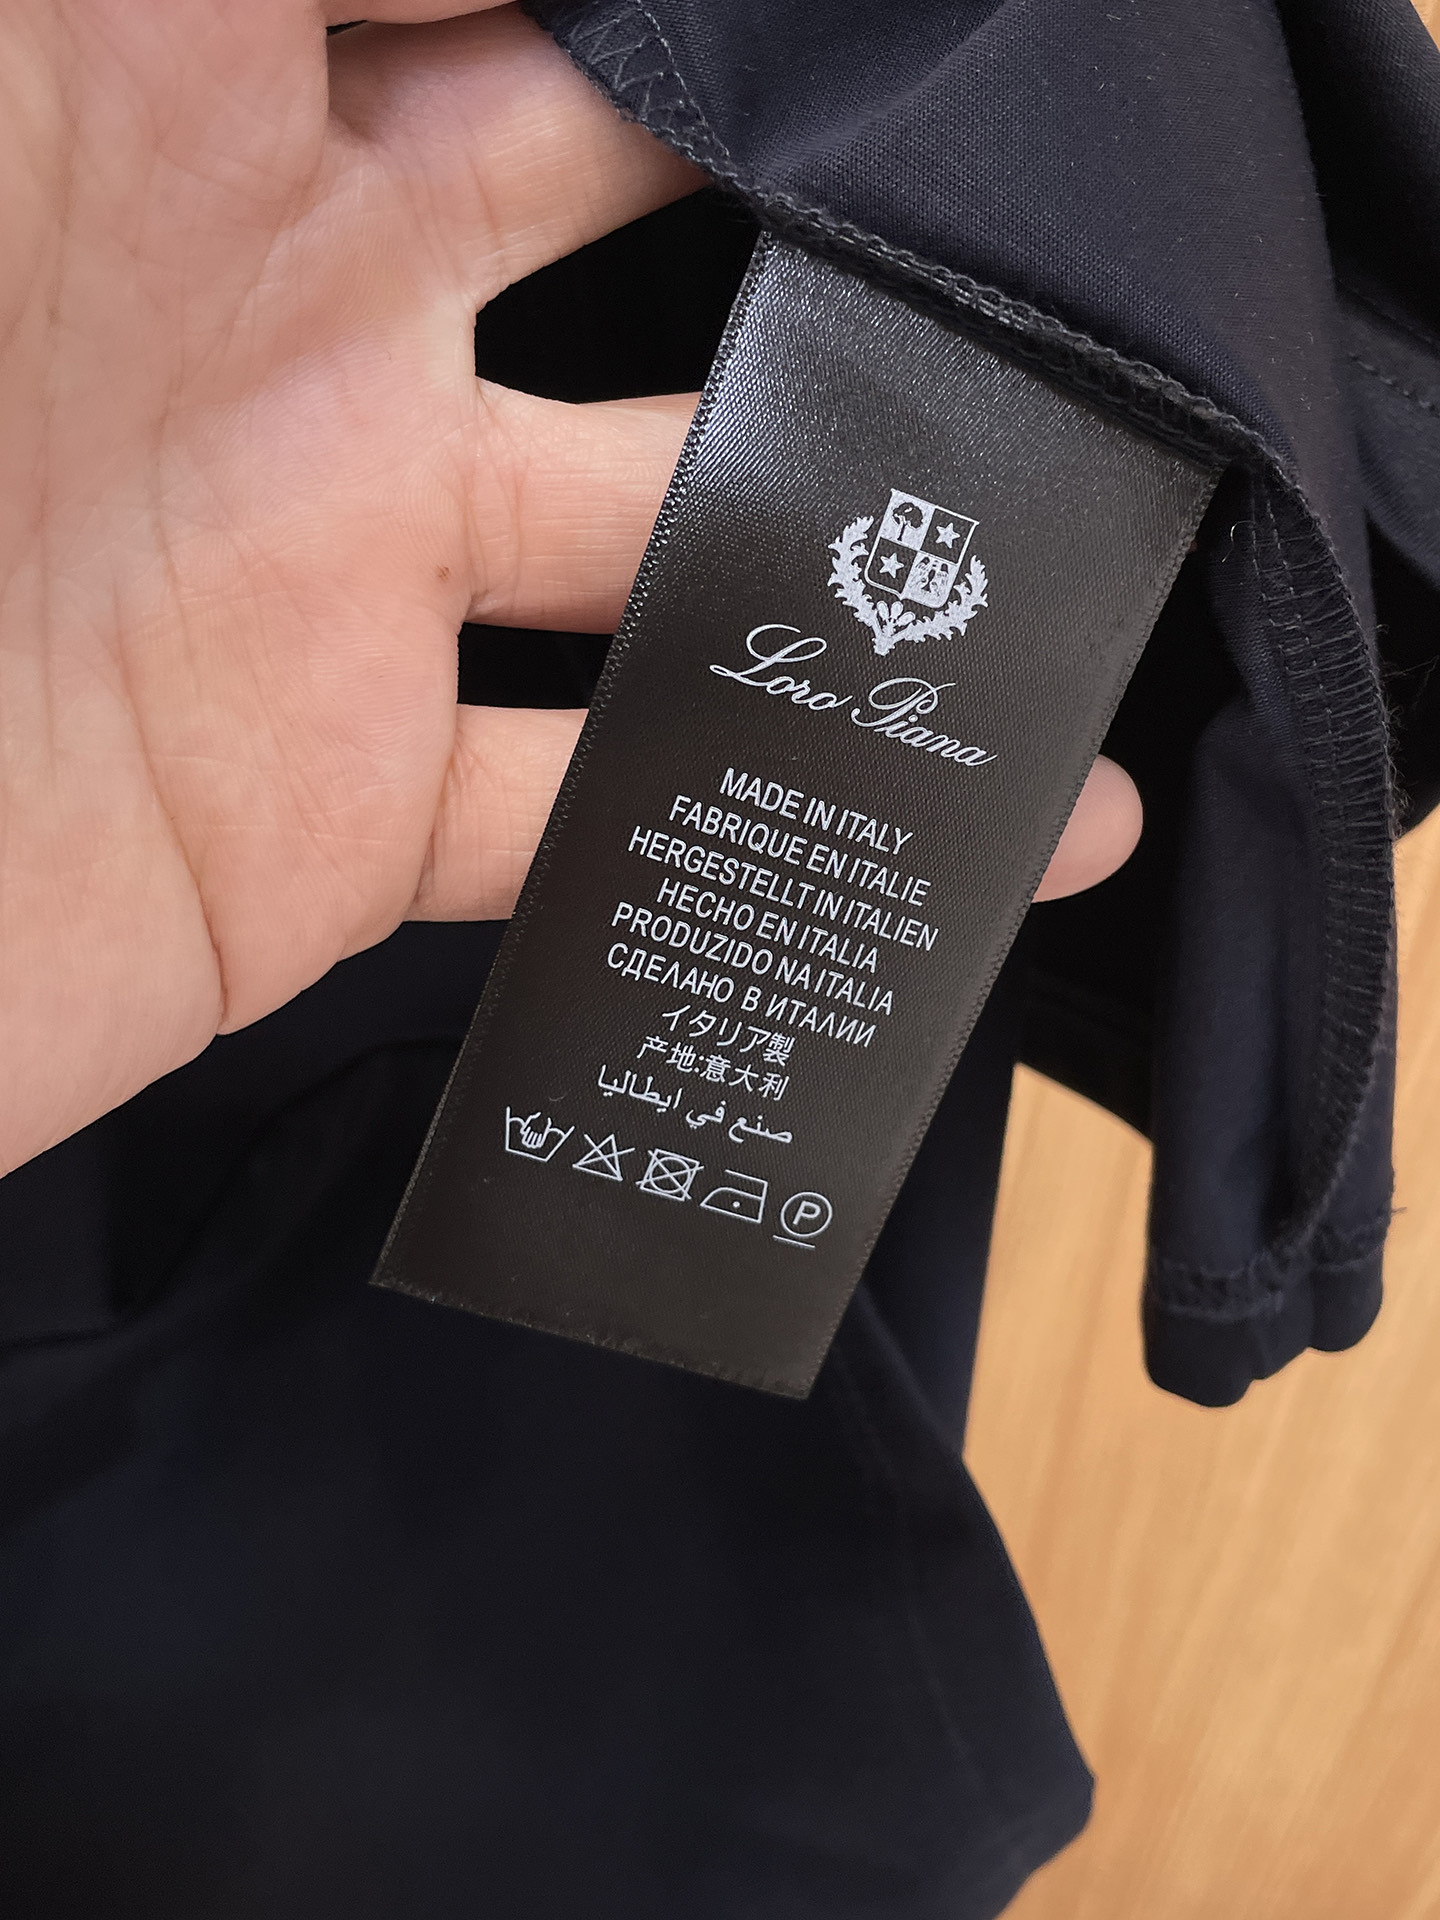 Loro Piana
MADE IN ITALY
FABRIQUE EN ITALIE
HERGESTELLT IN ITALIEN
HECHO EN ITALIA
PRODUZIDO NA ITALIA
СДЕЛАНО В ИТАЛИИ
イタリア製
产地:意大利
صنع في ايطاليا
P